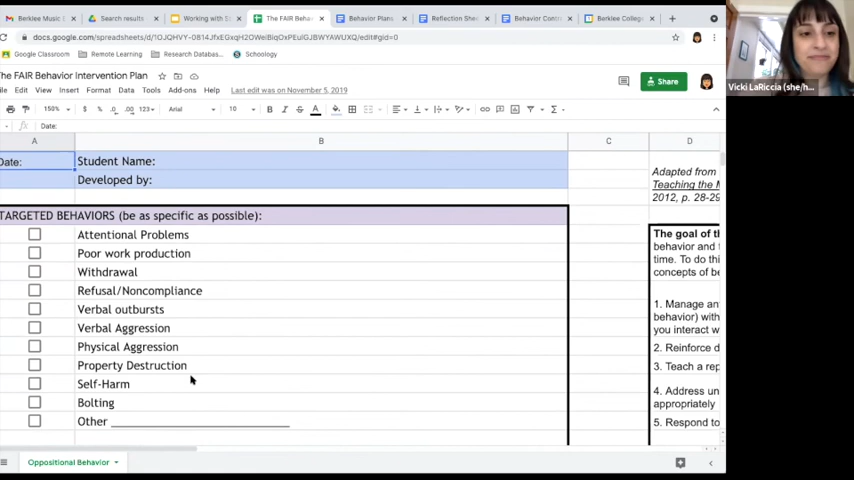 Berklee Music
Search results
Working with S
The FAIR Behav
Behavior Plans
Reflection She
Behavior Contr
Berklee Colleg
docs.google.com/spreadsheets/d/1OJQHVY-0814JfxEGxqH2OWeiBlqOxPEulGJBWYAWUXQ/edit#gid=0
Google Classroom
Remote Learning
Research Databas...
Schoology
The FAIR Behavior Intervention Plan
File Edit View Insert Format Data Tools Add-ons Help Last edit was on November 5, 2019
Share
Vicki LaRiccia (she/h...
150% $ % .0 .00 123 Arial 10 B I S A
fx Date:
A B C D
Date: Student Name:
Developed by:
Adapted from
Teaching the M
2012, p. 28-29
TARGETED BEHAVIORS (be as specific as possible):
Attentional Problems
Poor work production
Withdrawal
Refusal/Noncompliance
Verbal outbursts
Verbal Aggression
Physical Aggression
Property Destruction
Self-Harm
Bolting
Other ______________________________
The goal of th
behavior and
time. To do thi
concepts of be
1. Manage an
behavior) with
you interact w
2. Reinforce d
3. Teach a rep
4. Address un
appropriately
5. Respond to
Oppositional Behavior